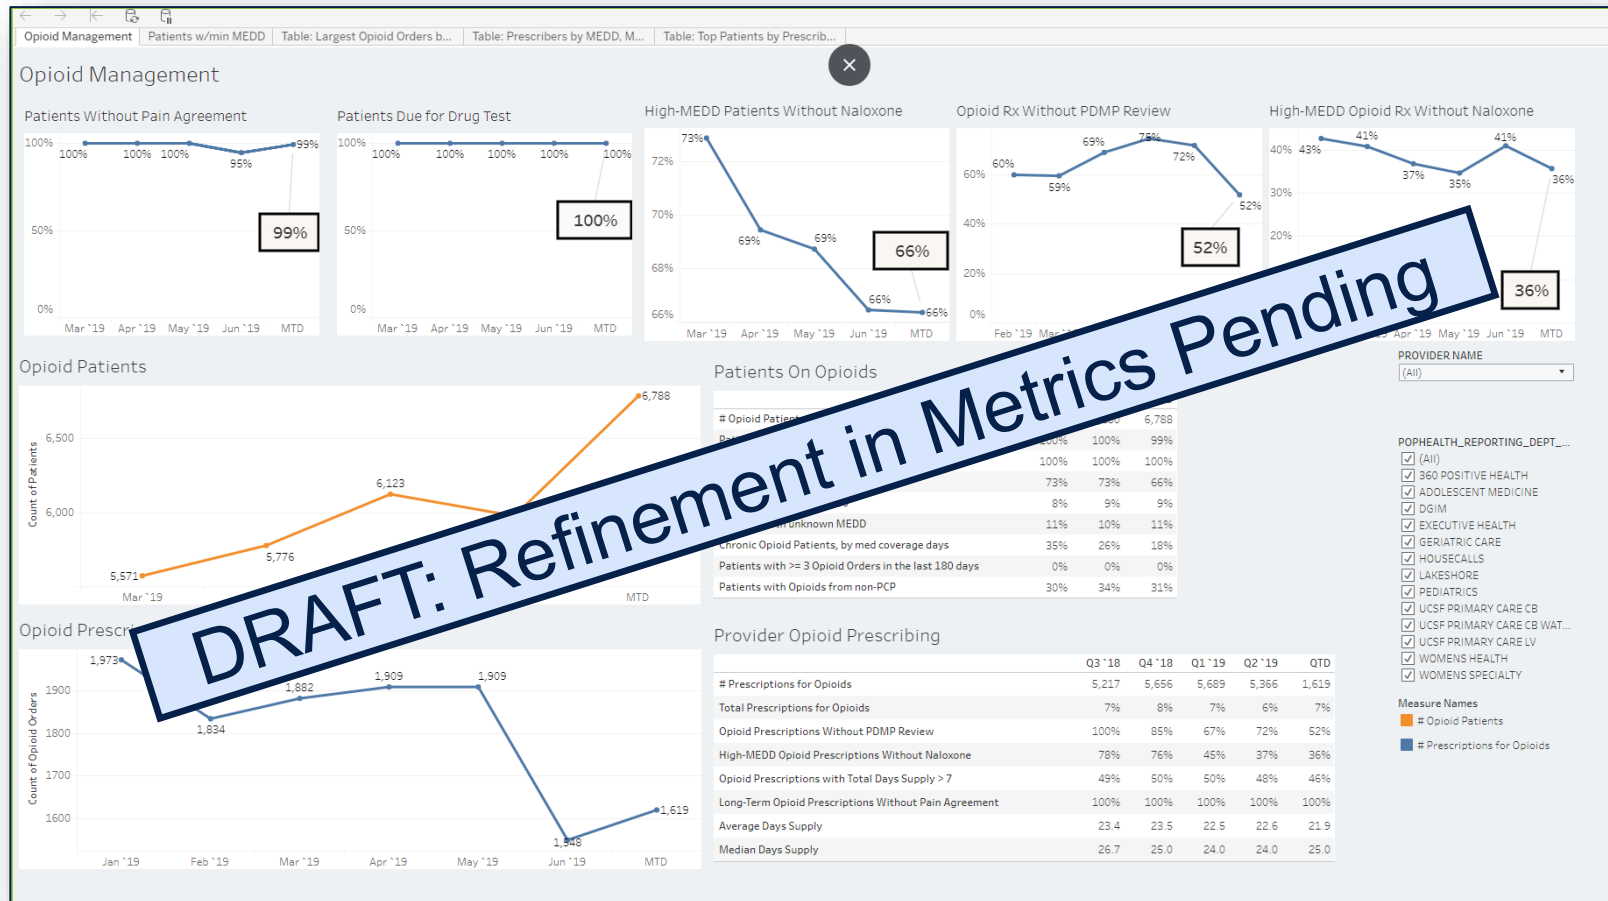 Opioid Management
Patients w/min MEDD
Table: Largest Opioid Orders b...
Table: Prescribers by MEDD, M...
Table: Top Patients by Prescrib...
Opioid Management
Patients Without Pain Agreement
100%
50%
0%
100%
100%
100%
95%
99%
99%
Mar `19
Apr `19
May `19
Jun `19
MTD
Patients Due for Drug Test
100%
50%
0%
100%
100%
100%
100%
100%
100%
Mar `19
Apr `19
May `19
Jun `19
MTD
High-MEDD Patients Without Naloxone
72%
70%
68%
66%
73%
69%
69%
66%
66%
66%
Mar `19
Apr `19
May `19
Jun `19
MTD
Opioid Rx Without PDMP Review
60%
40%
20%
0%
60%
59%
69%
75%
72%
52%
52%
Feb `19
Mar
High-MEDD Opioid Rx Without Naloxone
40%
30%
20%
43%
41%
37%
35%
41%
36%
36%
Apr `19
May `19
Jun `19
MTD
DRAFT: Refinement in Metrics Pending
Opioid Patients
Count of Patients
6,500
6,000
5,571
5,776
6,123
6,788
Mar `19
MTD
Patients On Opioids
# Opioid Patient
6,788
100% 100% 99%
100% 100% 100%
73% 73% 66%
8% 9% 9%
unknown MEDD 11% 10% 11%
Chronic Opioid Patients, by med coverage days 35% 26% 18%
Patients with >= 3 Opioid Orders in the last 180 days 0% 0% 0%
Patients with Opioids from non-PCP 30% 34% 31%
PROVIDER NAME
(All)
POPHEALTH_REPORTING_DEPT_...
(All)
360 POSITIVE HEALTH
ADOLESCENT MEDICINE
DGIM
EXECUTIVE HEALTH
GERIATRIC CARE
HOUSECALLS
LAKESHORE
PEDIATRICS
UCSF PRIMARY CARE CB
UCSF PRIMARY CARE CB WAT...
UCSF PRIMARY CARE LV
WOMENS HEALTH
WOMENS SPECIALTY
Measure Names
# Opioid Patients
# Prescriptions for Opioids
Opioid Prescri
Count of Opioid Orders
1900
1800
1700
1600
1,973
1,834
1,882
1,909
1,909
1,548
1,619
Jan `19
Feb `19
Mar `19
Apr `19
May `19
Jun `19
MTD
Provider Opioid Prescribing
Q3 `18 Q4 `18 Q1 `19 Q2 `19 QTD
# Prescriptions for Opioids 5,217 5,656 5,689 5,366 1,619
Total Prescriptions for Opioids 7% 8% 7% 6% 7%
Opioid Prescriptions Without PDMP Review 100% 85% 67% 72% 52%
High-MEDD Opioid Prescriptions Without Naloxone 78% 76% 45% 37% 36%
Opioid Prescriptions with Total Days Supply > 7 49% 50% 50% 48% 46%
Long-Term Opioid Prescriptions Without Pain Agreement 100% 100% 100% 100% 100%
Average Days Supply 23.4 23.5 22.5 22.6 21.9
Median Days Supply 26.7 25.0 24.0 24.0 25.0